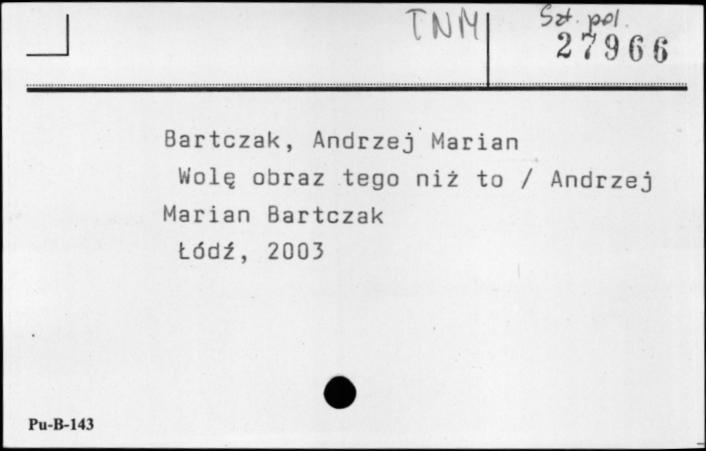 TNM
Szt. pol.
27966
Bartczak, Andrzej Marian
Wolę obraz tego niż to / Andrzej
Marian Bartczak
Łódź, 2003
Pu-B-143